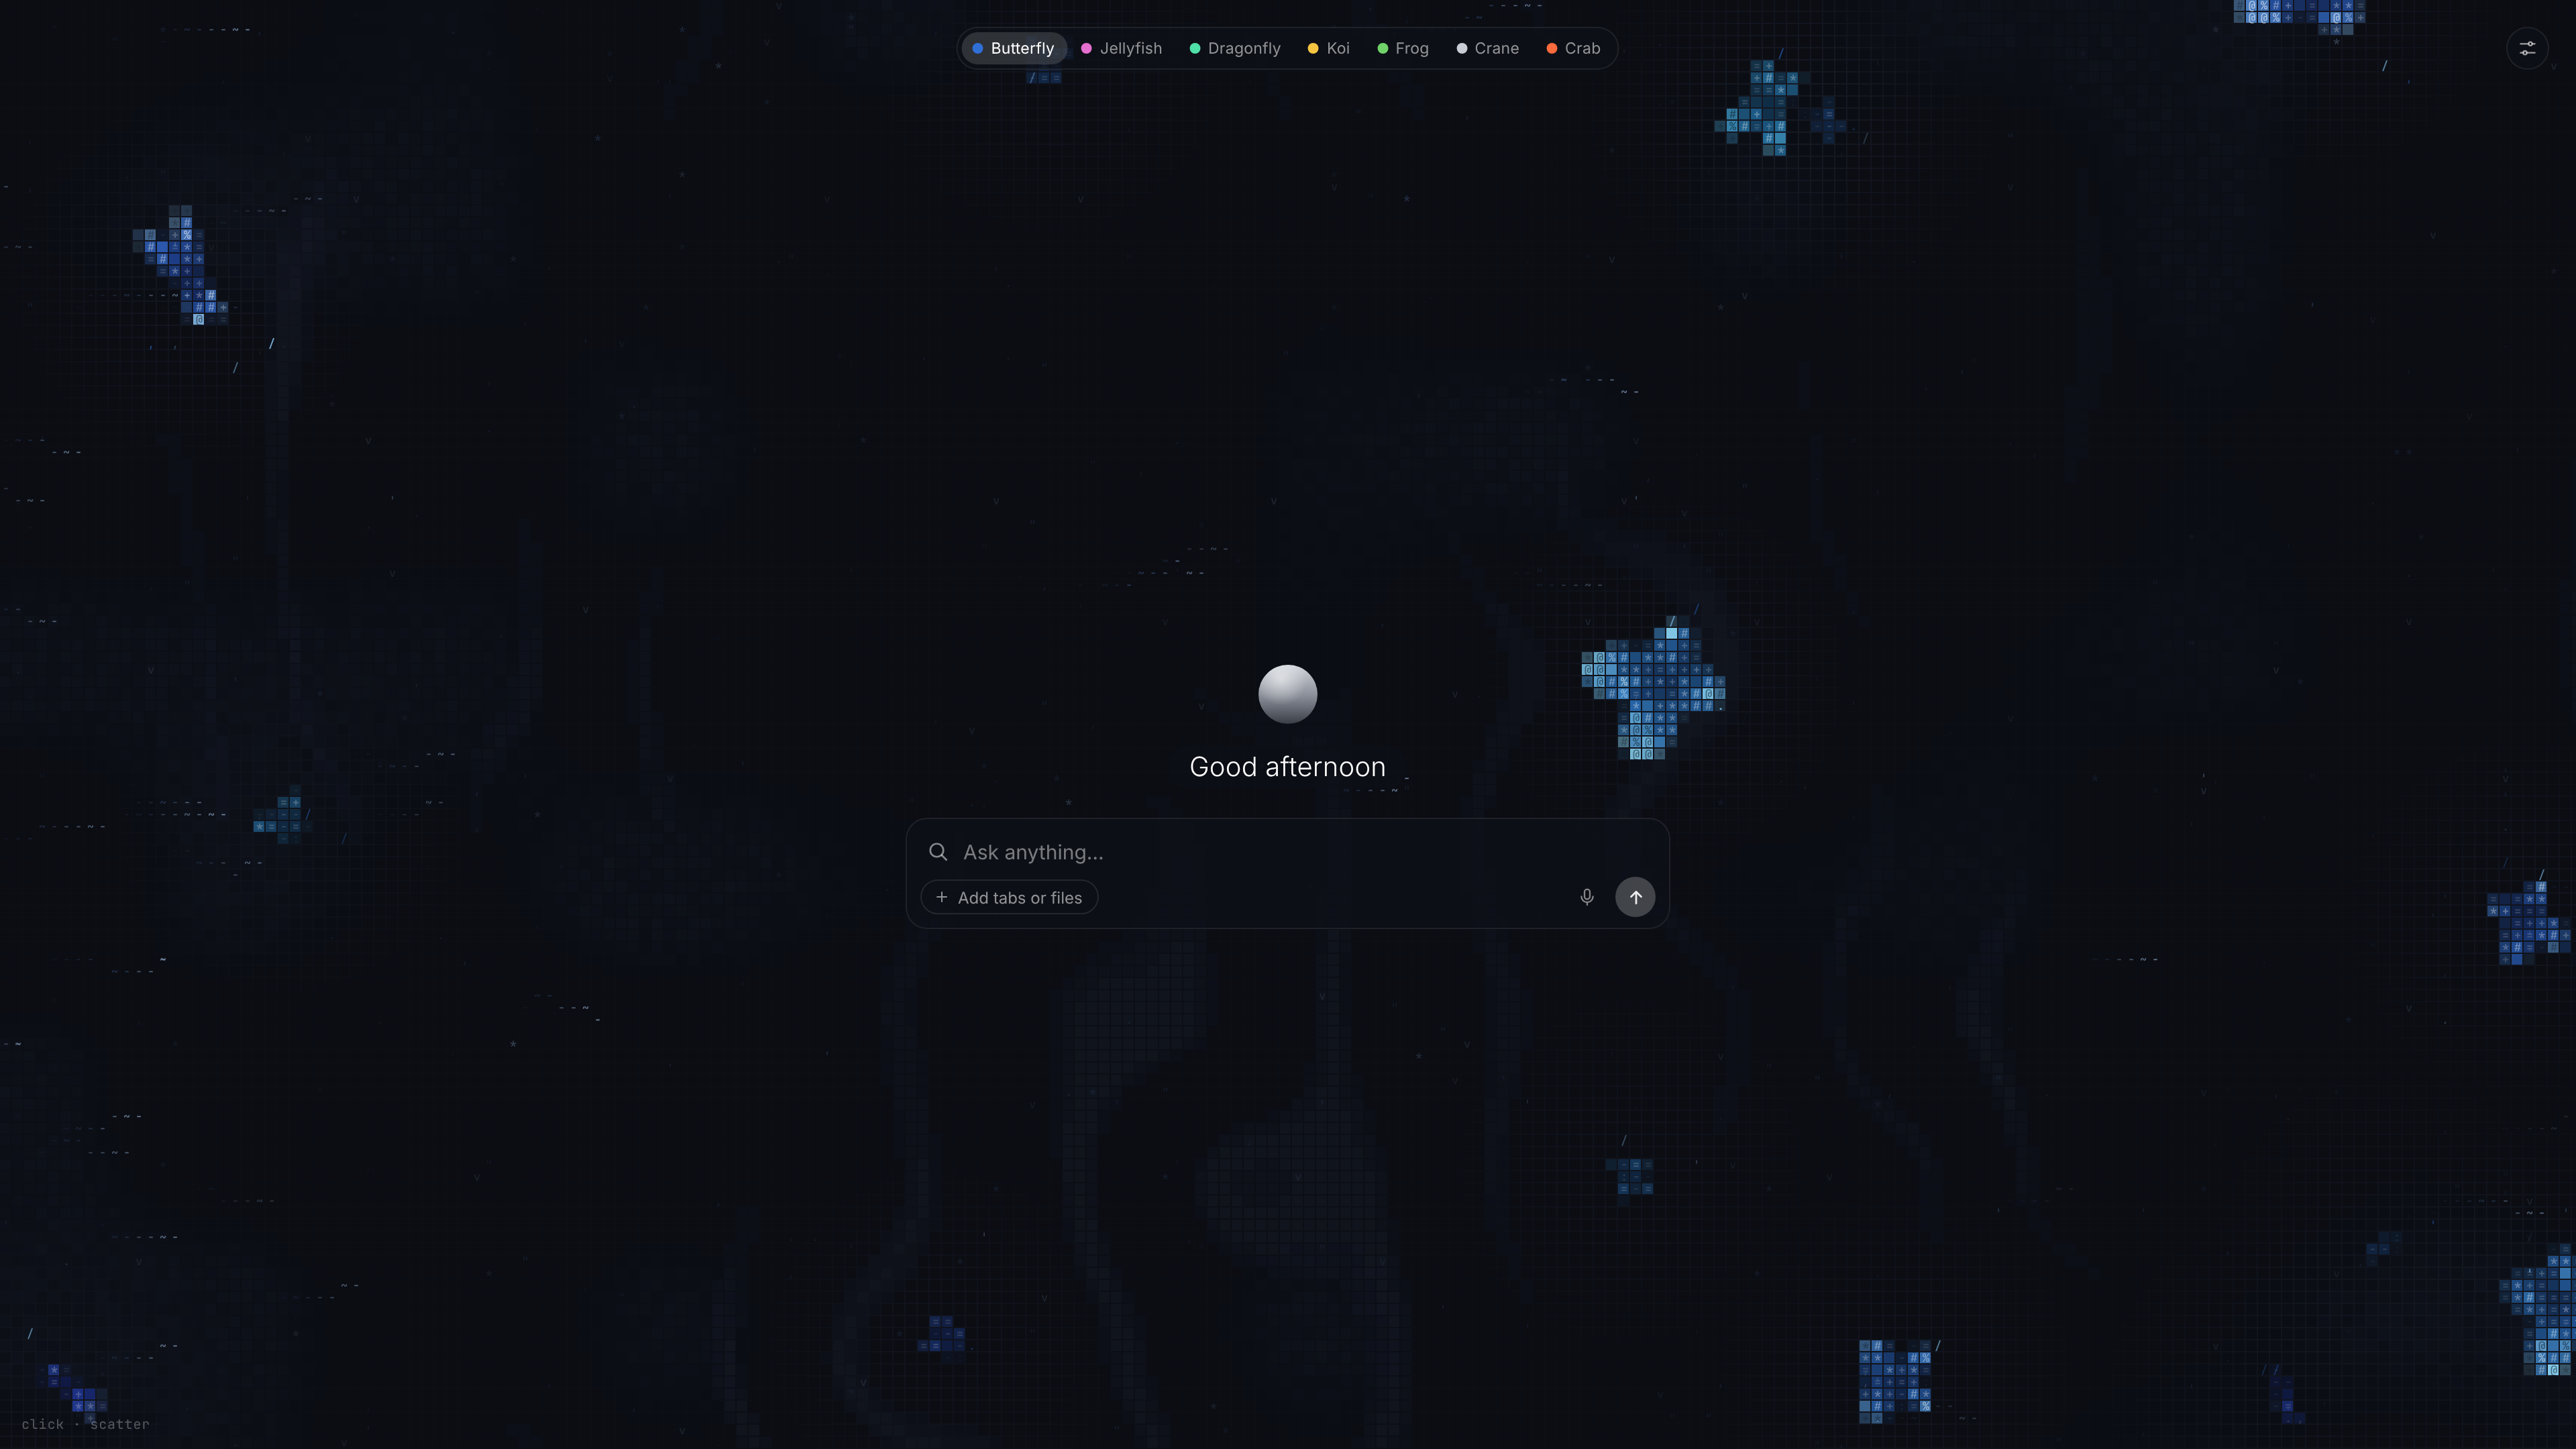 Butterfly Jellyfish Dragonfly Koi Frog Crane Crab
Good afternoon
Ask anything...
Add tabs or files
click · scatter